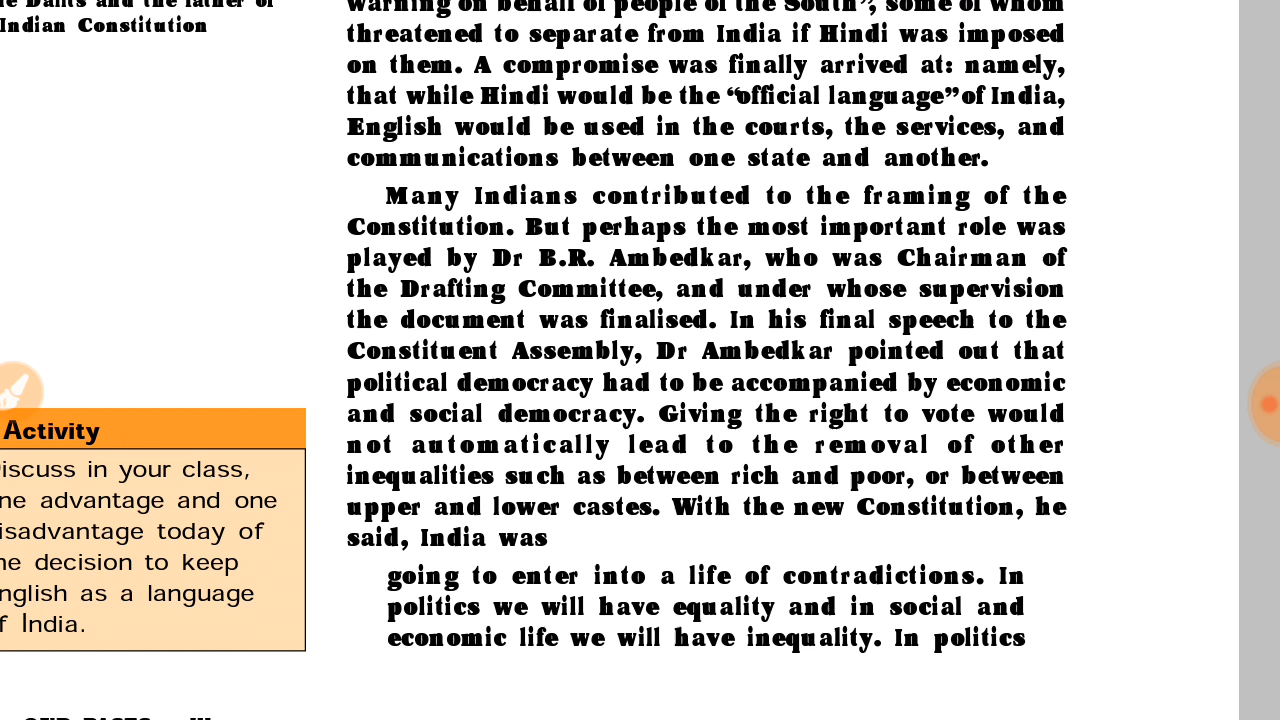 Dalits and the father of
Indian Constitution
warning on behalf of people of the South”, some of whom
threatened to separate from India if Hindi was imposed
on them. A compromise was finally arrived at: namely,
that while Hindi would be the “official language” of India,
English would be used in the courts, the services, and
communications between one state and another.
Many Indians contributed to the framing of the
Constitution. But perhaps the most important role was
played by Dr B.R. Ambedkar, who was Chairman of
the Drafting Committee, and under whose supervision
the document was finalised. In his final speech to the
Constituent Assembly, Dr Ambedkar pointed out that
political democracy had to be accompanied by economic
and social democracy. Giving the right to vote would
not automatically lead to the removal of other
inequalities such as between rich and poor, or between
upper and lower castes. With the new Constitution, he
said, India was
going to enter into a life of contradictions. In
politics we will have equality and in social and
economic life we will have inequality. In politics
Activity
iscuss in your class,
ne advantage and one
isadvantage today of
he decision to keep
nglish as a language
f India.
OUR PASTS – III